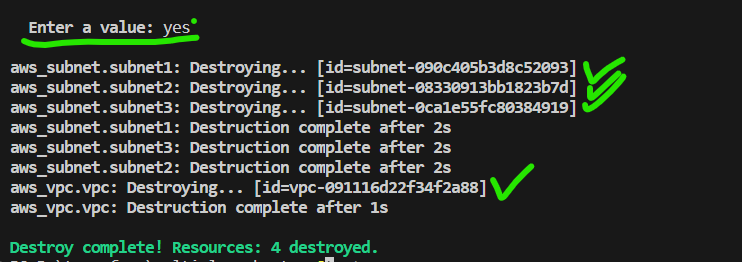 Enter a value: yes
aws_subnet.subnet1: Destroying... [id=subnet-090c405b3d8c52093]
aws_subnet.subnet2: Destroying... [id=subnet-08330913bb1823b7d]
aws_subnet.subnet3: Destroying... [id=subnet-0ca1e55fc80384919]
aws_subnet.subnet1: Destruction complete after 2s
aws_subnet.subnet3: Destruction complete after 2s
aws_subnet.subnet2: Destruction complete after 2s
aws_vpc.vpc: Destroying... [id=vpc-091116d22f34f2a88]
aws_vpc.vpc: Destruction complete after 1s
Destroy complete! Resources: 4 destroyed.